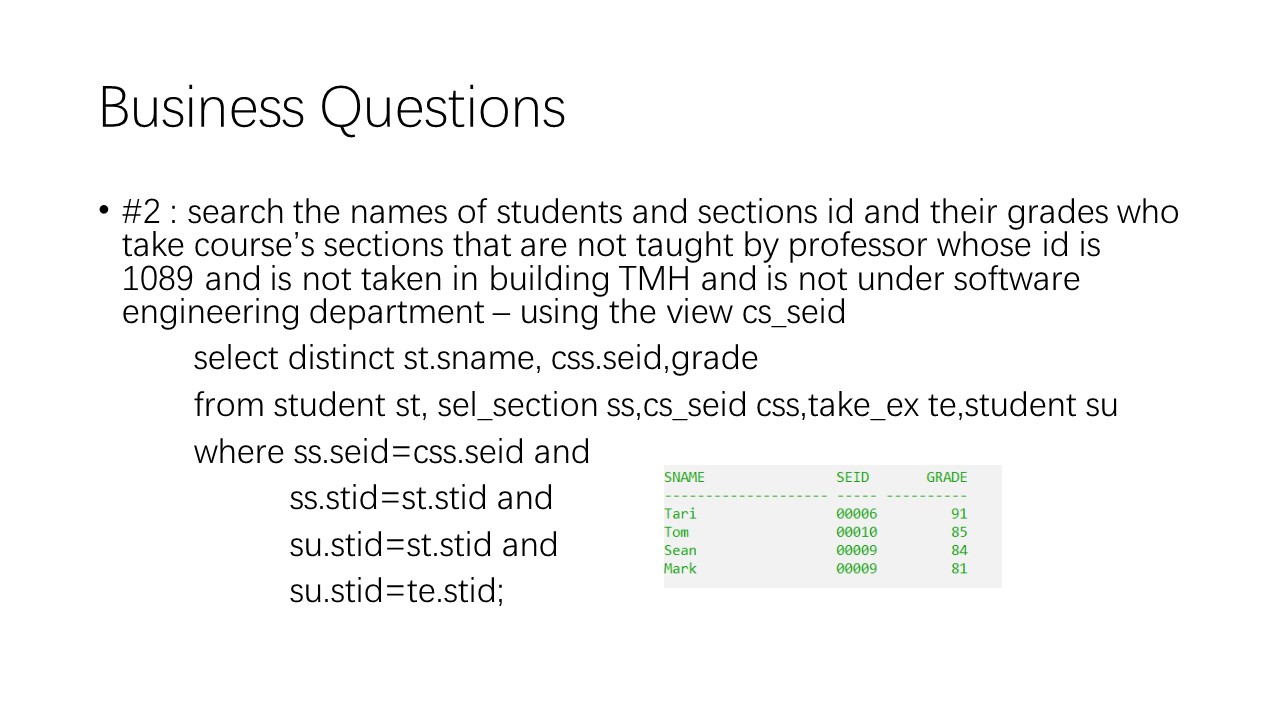 Business Questions
• #2 : search the names of students and sections id and their grades who
take course’s sections that are not taught by professor whose id is
1089 and is not taken in building TMH and is not under software
engineering department – using the view cs_seid
select distinct st.sname, css.seid,grade
from student st, sel_section ss,cs_seid css,take_ex te,student su
where ss.seid=css.seid and
ss.stid=st.stid and
su.stid=st.stid and
su.stid=te.stid;
SNAME SEID GRADE
-------------------- ----- ----------
Tari 00006 91
Tom 00010 85
Sean 00009 84
Mark 00009 81